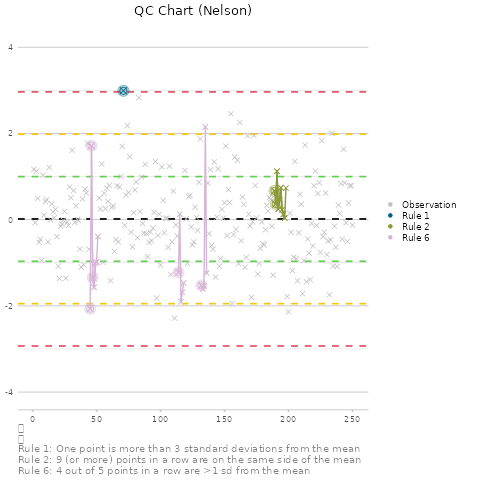 QC Chart (Nelson)
4
2
0
-2
-4
0
50
100
150
200
250
Observation
Rule 1
Rule 2
Rule 6
Rule 1: One point is more than 3 standard deviations from the mean
Rule 2: 9 (or more) points in a row are on the same side of the mean
Rule 6: 4 out of 5 points in a row are >1 sd from the mean